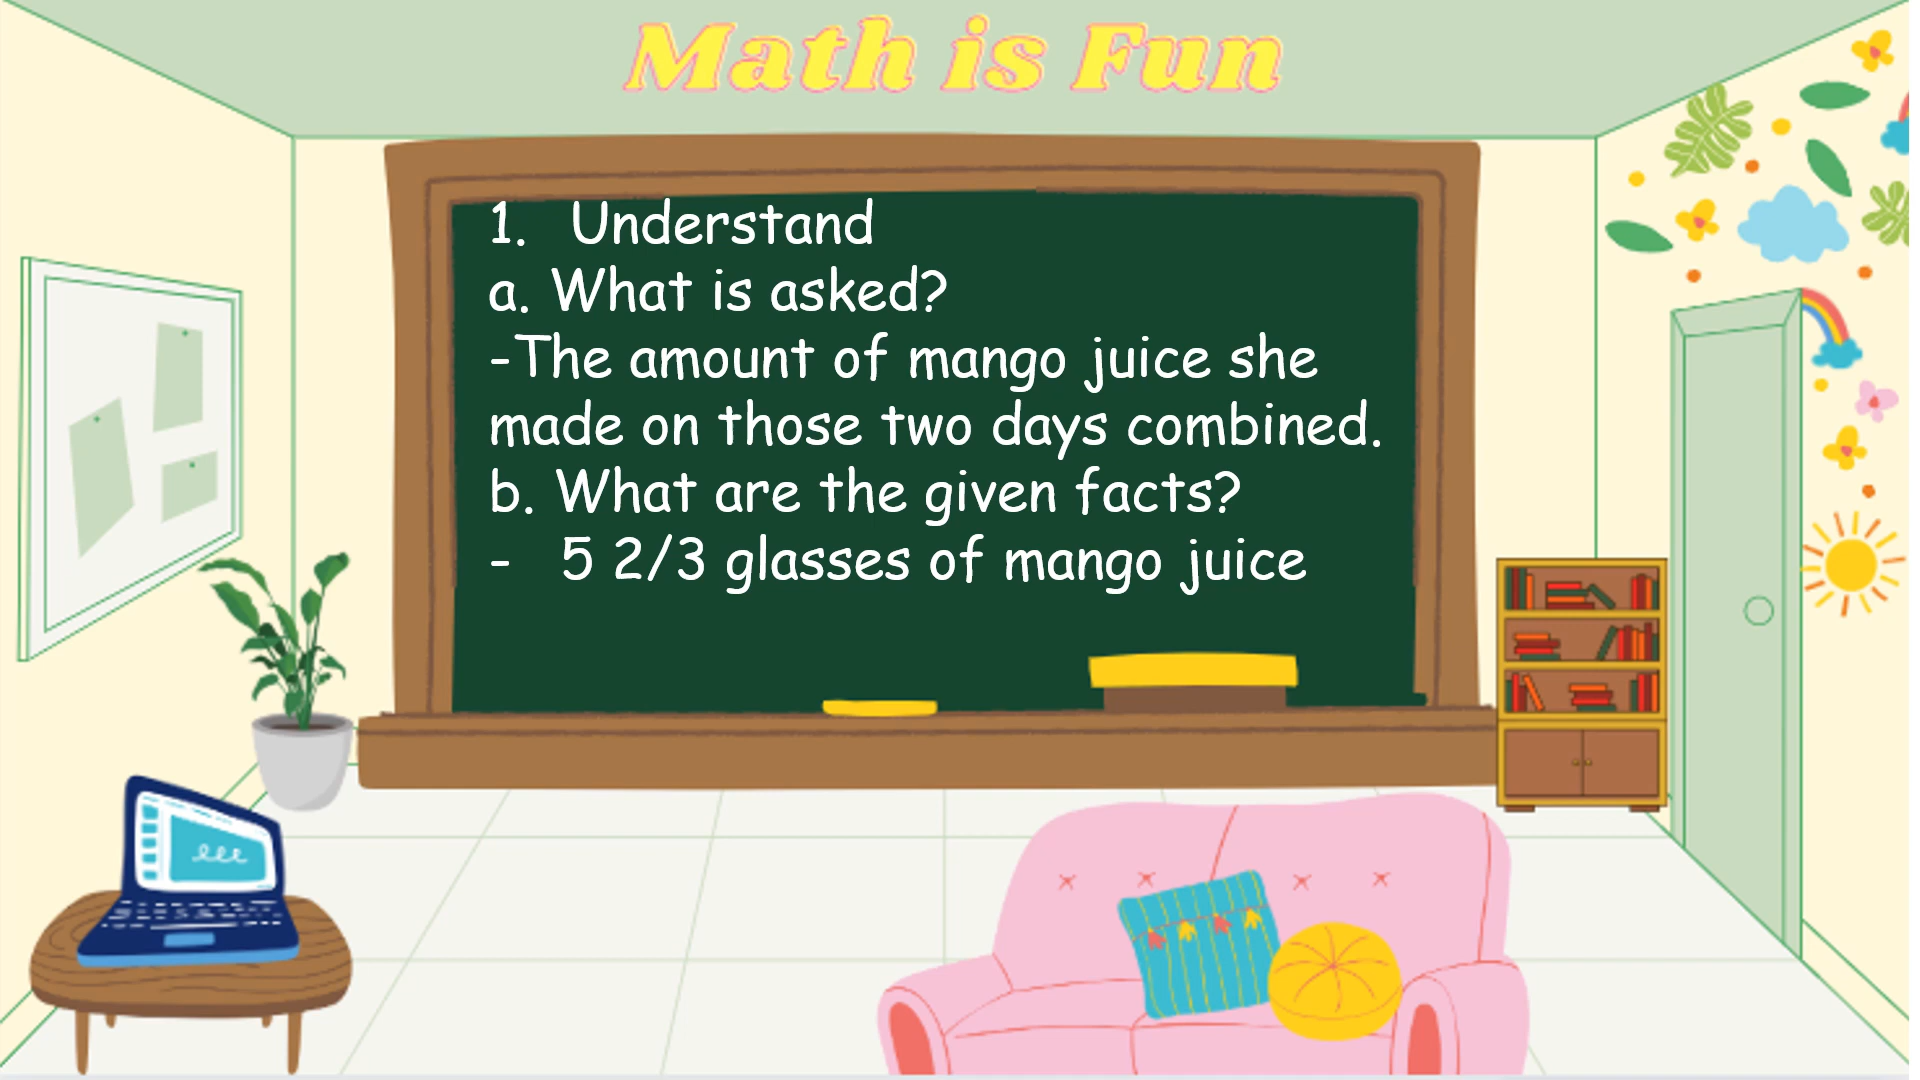 Math is Fun
1. Understand
a. What is asked?
-The amount of mango juice she
made on those two days combined.
b. What are the given facts?
- 5 2/3 glasses of mango juice